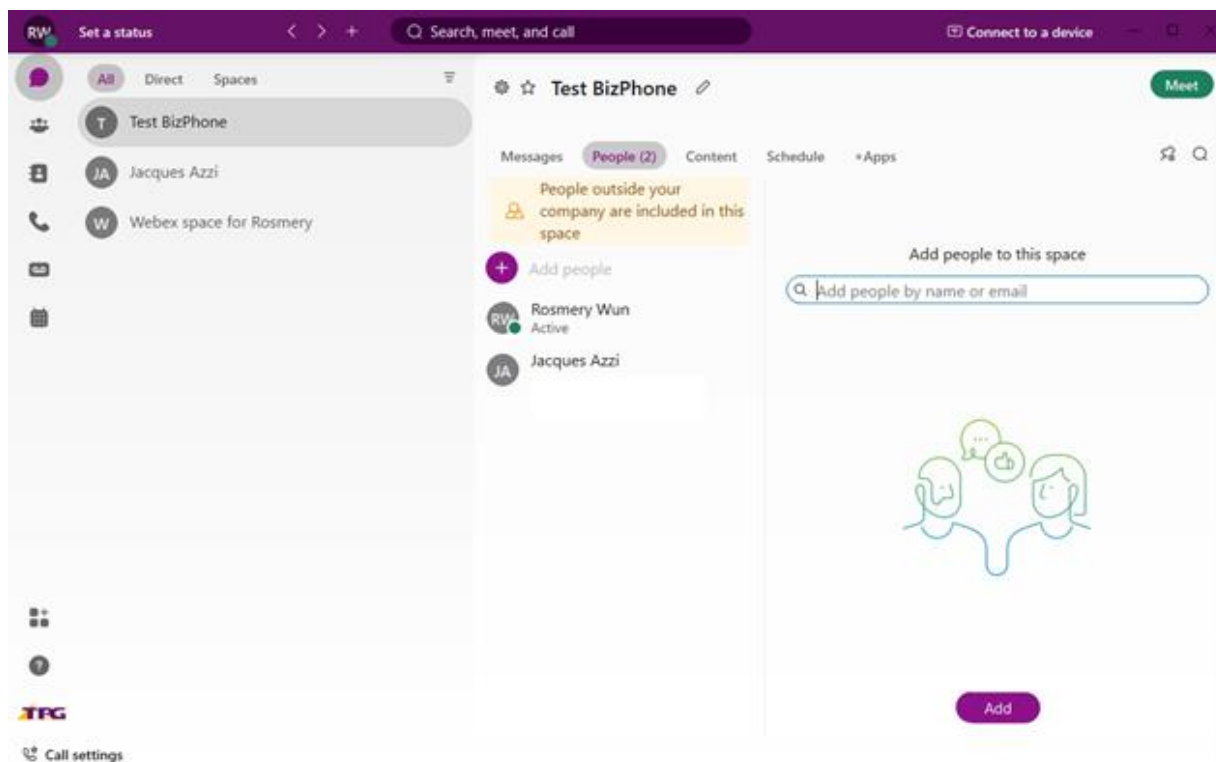 RW Set a status Search, meet, and call Connect to a device
All Direct Spaces
T Test BizPhone
JA Jacques Azzi
W Webex space for Rosmery
Test BizPhone Meet
Messages People (2) Content Schedule +Apps
People outside your
company are included in this
space
Add people
RW Rosmery Wun
Active
JA Jacques Azzi
Add people to this space
Add people by name or email
Add
TPG
Call settings